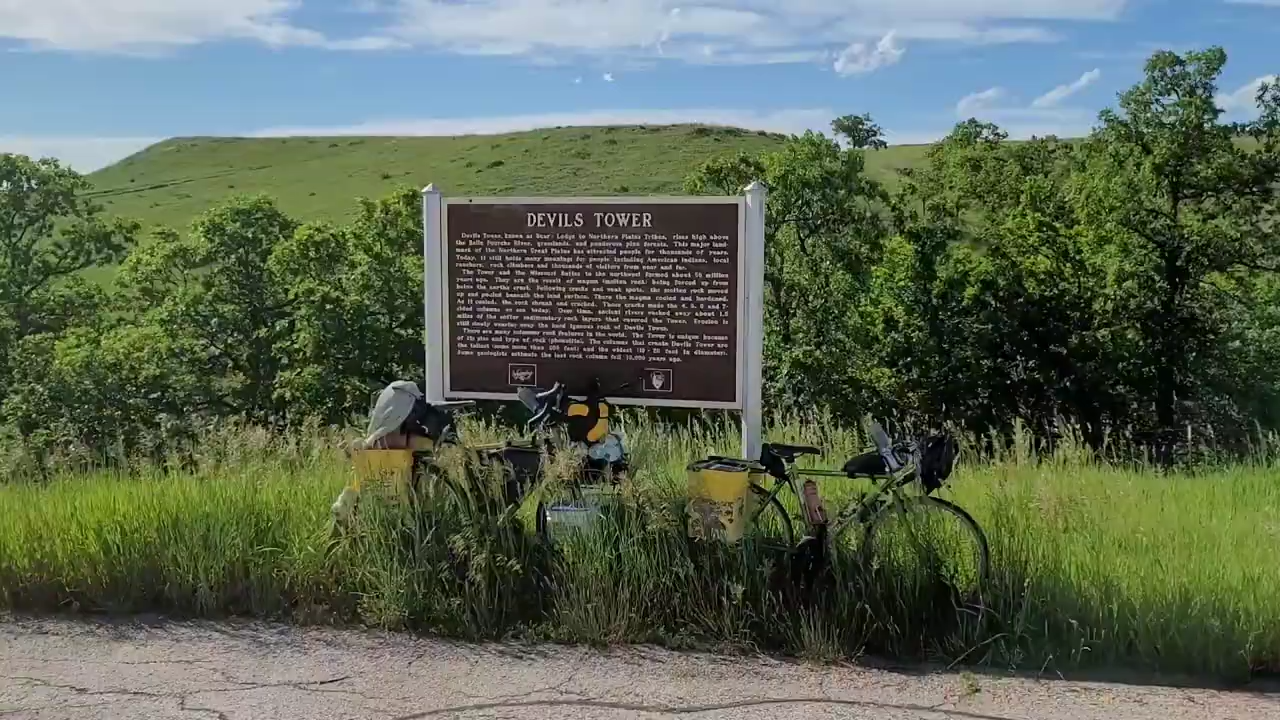 DEVILS TOWER
Devils Tower, known as Bear Lodge to Northern Plains Tribes, rises high above
the Belle Fourche River, grasslands, and ponderosa pine forests. This major land-
mark of the Northern Great Plains has attracted people for thousands of years.
Today, it still holds many meanings for people including American Indians, local
ranchers, rock climbers and thousands of visitors from near and far.
The Tower and the Missouri Buttes to the northwest formed about 50 million
years ago. They are the result of magma (molten rock) being forced up from
below the earths crust. Following cracks and weak spots, the molten rock moved
up and pooled beneath the land surface. There the magma cooled and hardened.
As it cooled, the rock shrank and cracked. These cracks made the 4, 5, 6 and 7-
sided columns we see today. Over time, ancient rivers washed away about 1.5
miles of the softer sedimentary rock layers that covered the Tower. Erosion is
still slowly wearing away the hard igneous rock of Devils Tower.
There are many columnar rock features in the world. The Tower is unique because
of its size and type of rock (phonolite). The columns that create Devils Tower are
the tallest (some more than 600 feet) and the widest (10 - 20 feet in diameter).
Some geologists estimate the last rock column fell 10,000 years ago.